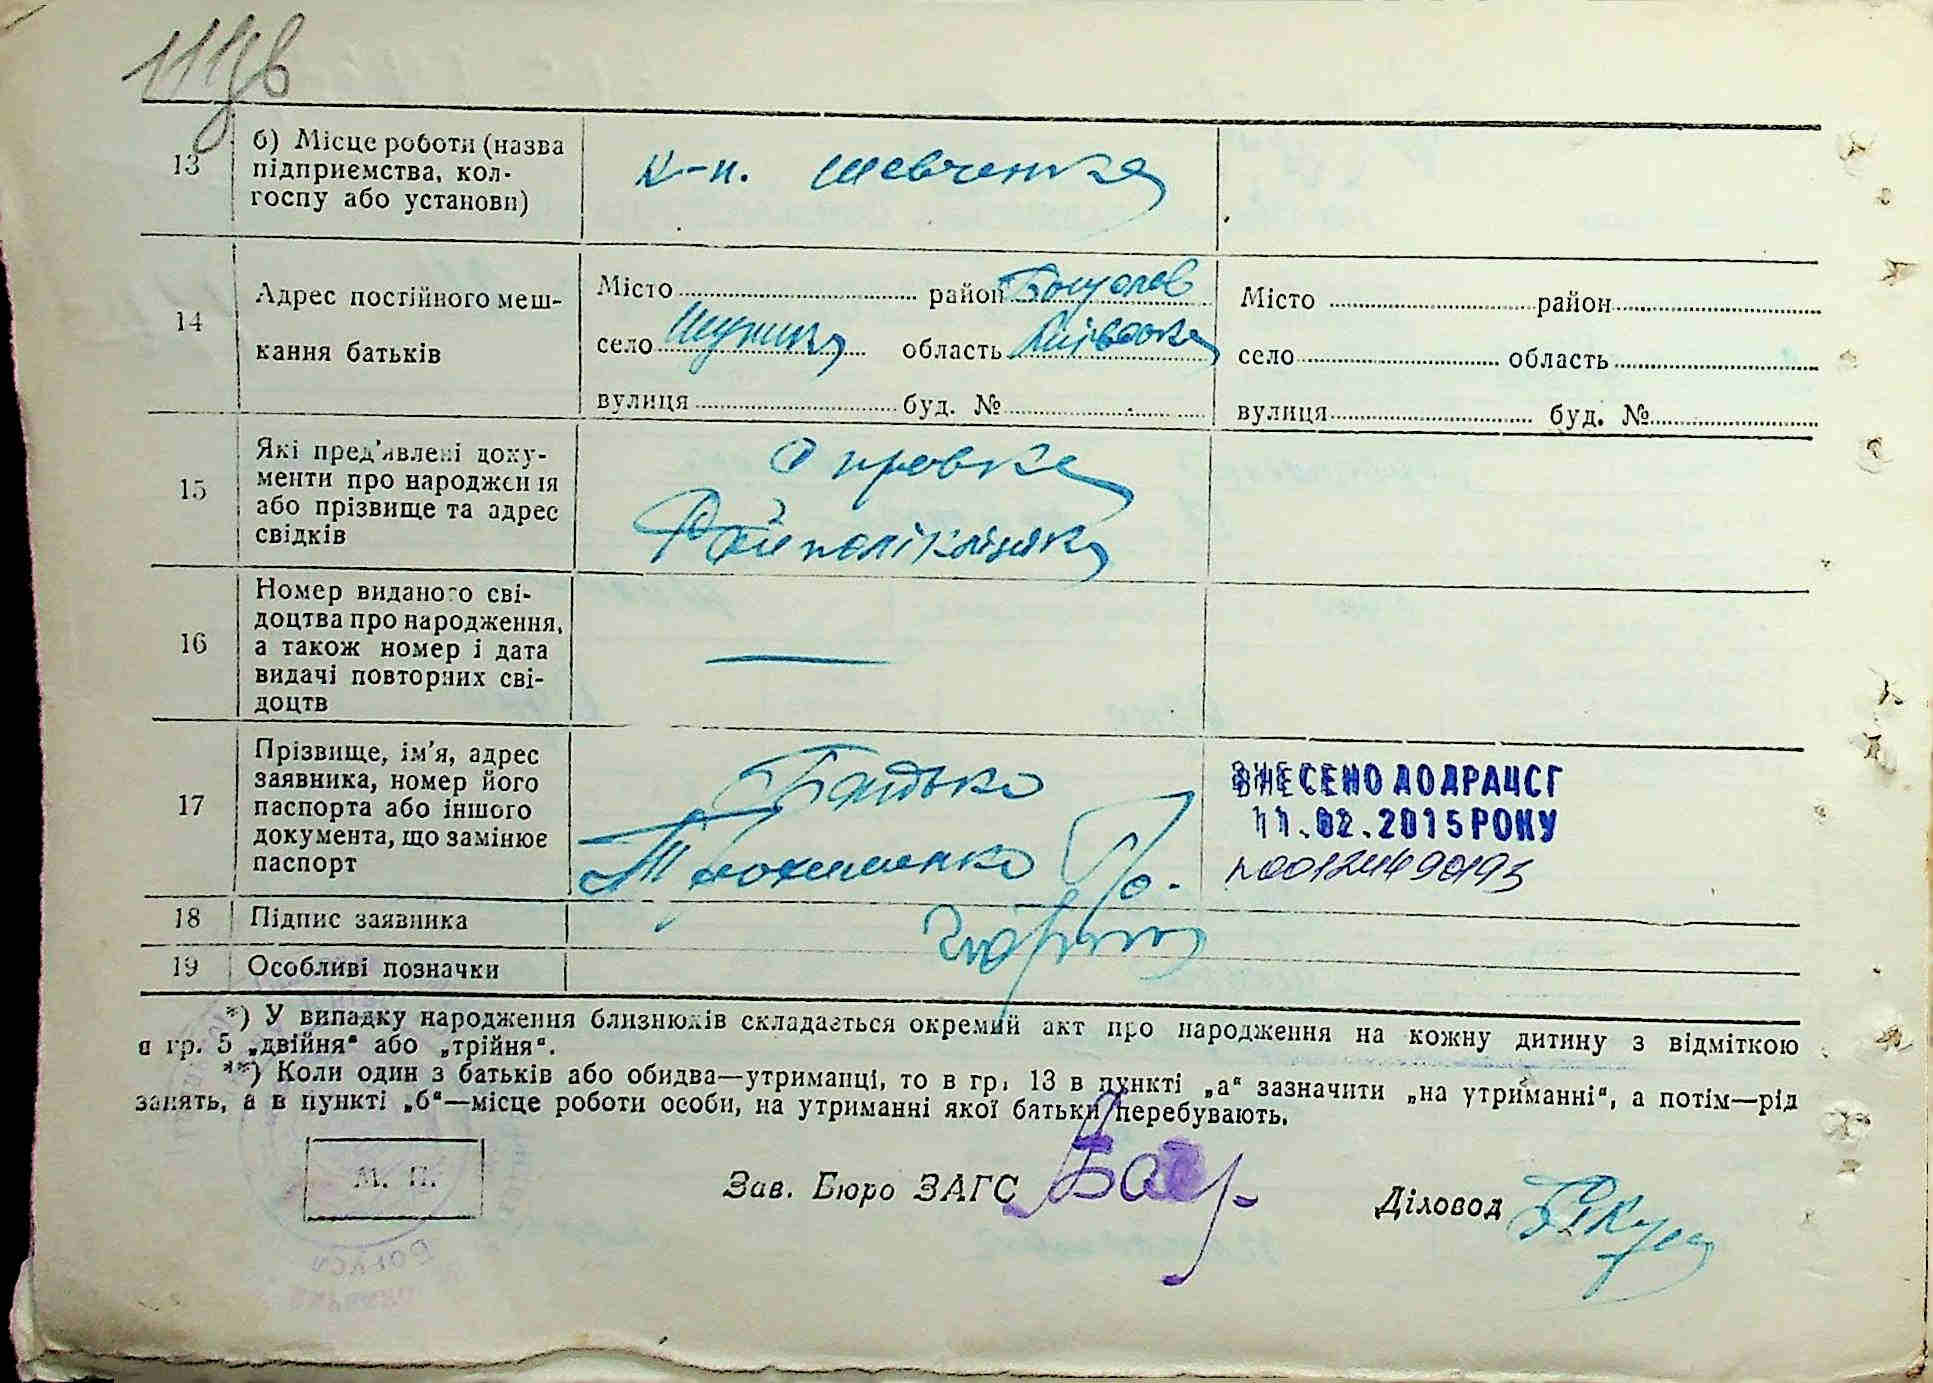 13 б) Місце роботи (назва
підприємства, кол-
госпу або установи)
к-п. Шевченка
14 Адрес постійного меш-
кання батьків
Місто район Богуслав
село область Київська
вулиця буд. №
Місто район
село область
вулиця буд. №
15 Які пред'явлені доку-
менти про народження
або прізвище та адрес
свідків
Справка
Райполіклініки
16 Номер виданого сві-
доцтва про народження,
а також номер і дата
видачі повторних сві-
доцтв
—
17 Прізвище, ім'я, адрес
заявника, номер його
паспорта або іншого
документа, що замінює
паспорт
Батько
ВНЕСЕНО ДО ДРАЦСГ
11.02.2015 РОКУ
18 Підпис заявника
19 Особливі позначки
*) У випадку народження близнюків складається окремий акт про народження на кожну дитину з відміткою
в гр. 5 „двійня“ або „трійня“.
**) Коли один з батьків або обидва—утриманці, то в гр. 13 в пункті „а“ зазначити „на утриманні“, а потім—рід
занять, а в пункті „б“—місце роботи особи, на утриманні якої батьки перебувають.
М. П.
Зав. Бюро ЗАГС
Діловод